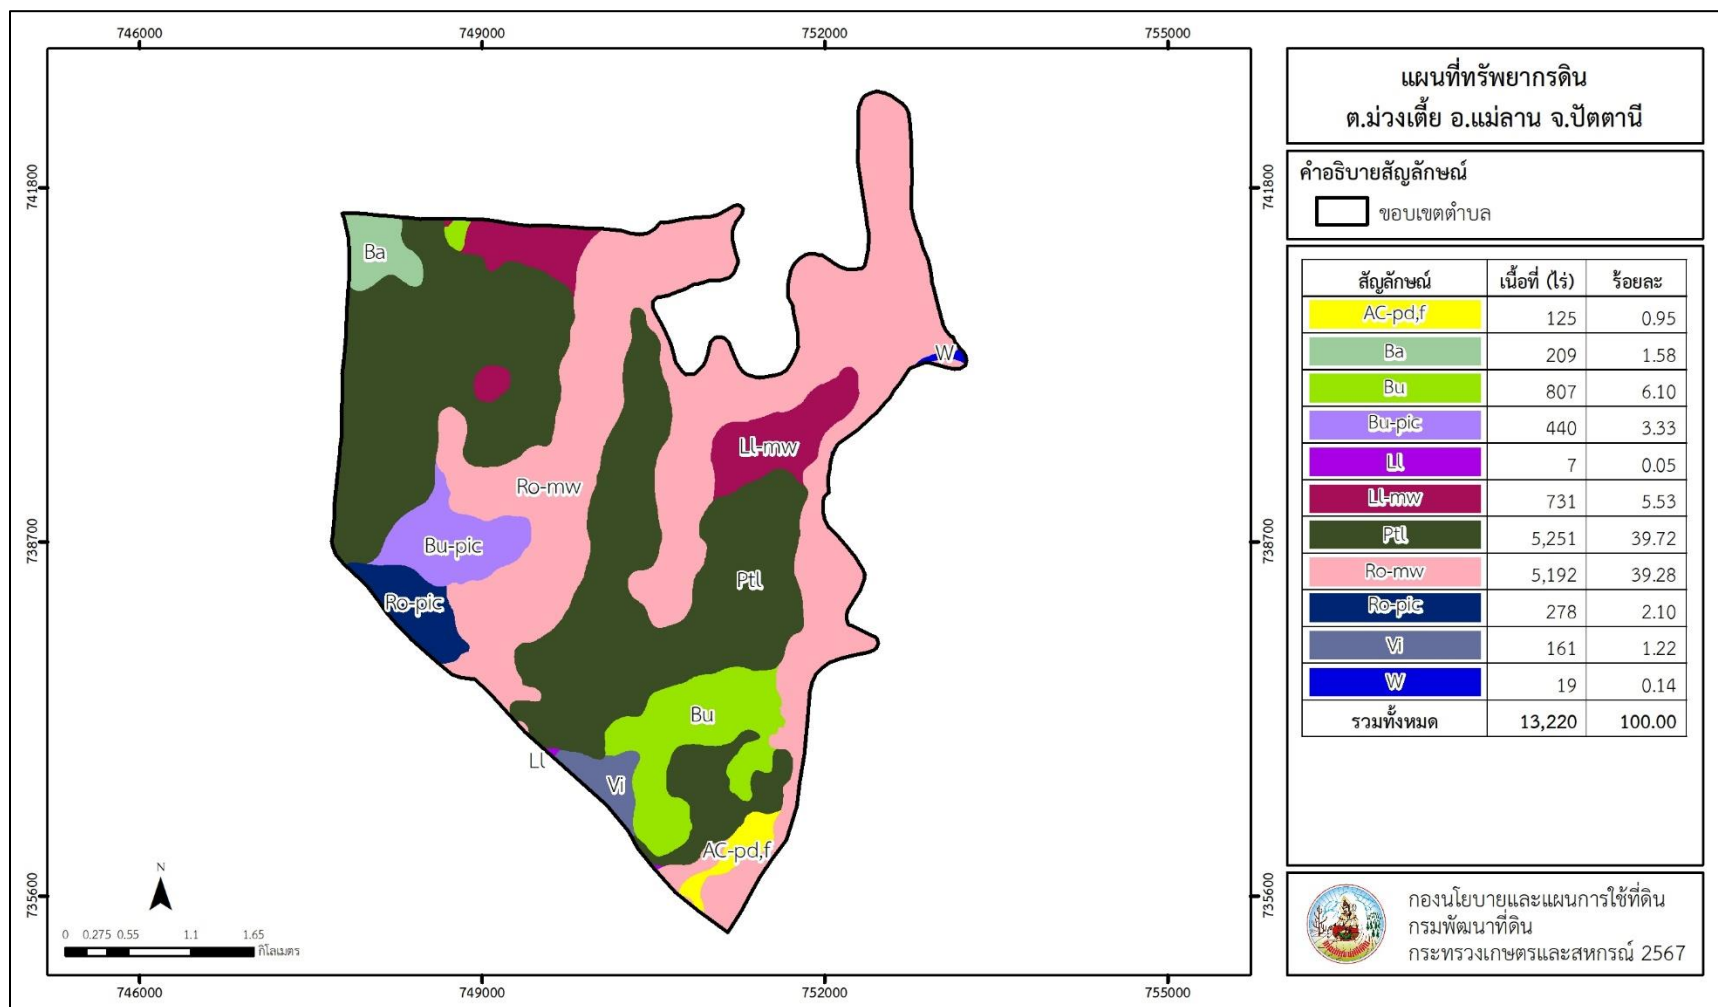 746000
749000
752000
755000
741800
738700
735600
741800
738700
735600
746000
749000
752000
755000
Ba
W
Ll-mw
Ro-mw
Bu-pic
Ptl
Ro-pic
Bu
Ll
Vi
AC-pd,f
N
0 0.275 0.55 1.1 1.65
กิโลเมตร
แผนที่ทรัพยากรดิน
ต.ม่วงเตี้ย อ.แม่ลาน จ.ปัตตานี
คำอธิบายสัญลักษณ์
ขอบเขตตำบล
สัญลักษณ์ เนื้อที่ (ไร่) ร้อยละ
AC-pd,f 125 0.95
Ba 209 1.58
Bu 807 6.10
Bu-pic 440 3.33
Ll 7 0.05
Ll-mw 731 5.53
Ptl 5,251 39.72
Ro-mw 5,192 39.28
Ro-pic 278 2.10
Vi 161 1.22
W 19 0.14
รวมทั้งหมด 13,220 100.00
กองนโยบายและแผนการใช้ที่ดิน
กรมพัฒนาที่ดิน
กระทรวงเกษตรและสหกรณ์ 2567